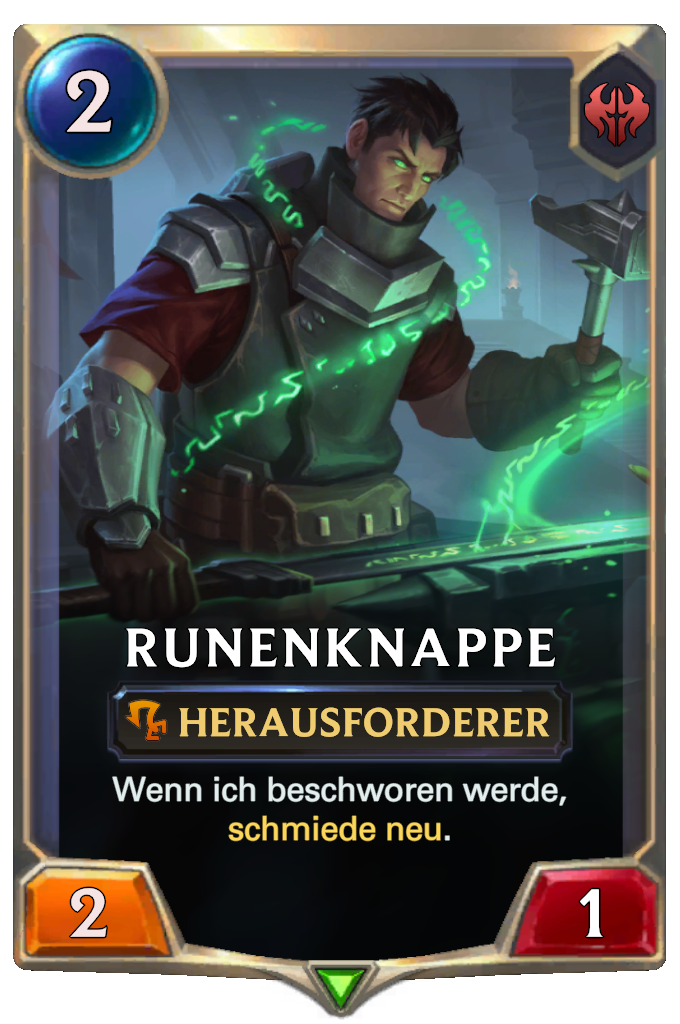 2
RUNENKNAPPE
HERAUSFORDERER
Wenn ich beschworen werde,
schmiede neu.
2
1